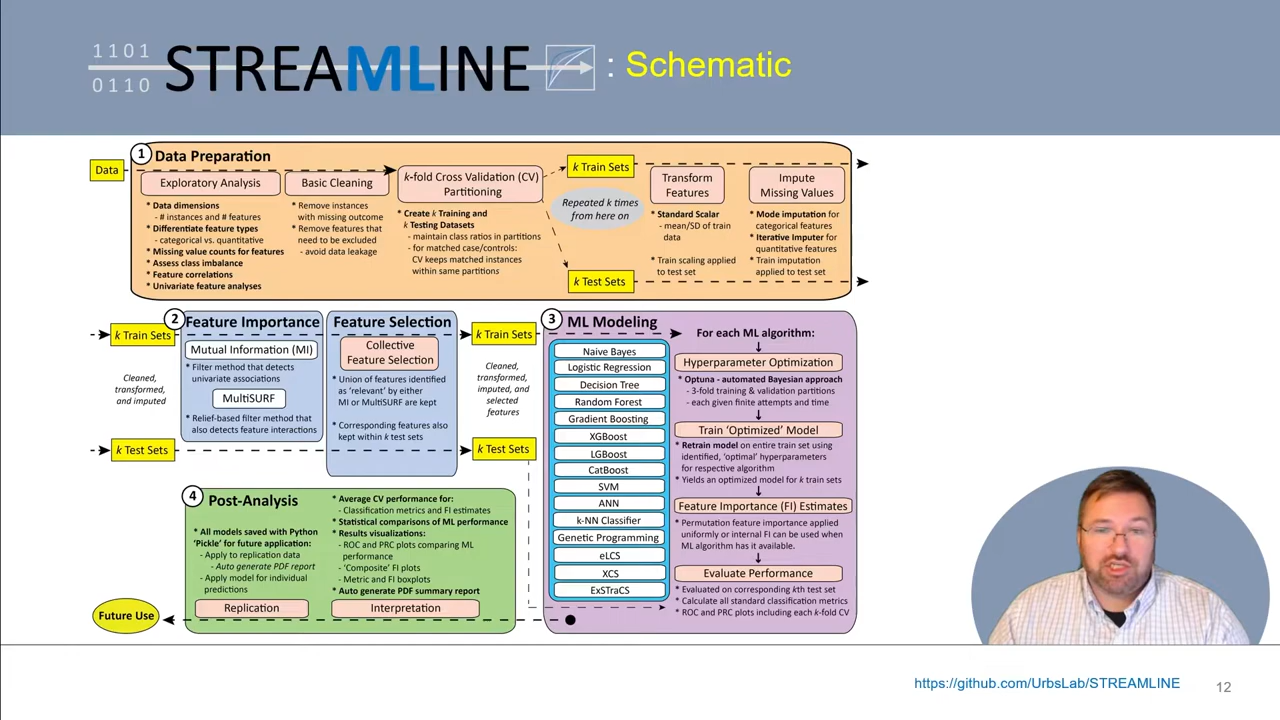 1101
0110
STREAMLINE
: Schematic
Data
1
Data Preparation
Exploratory Analysis
* Data dimensions
- # instances and # features
* Differentiate feature types
- categorical vs. quantitative
* Missing value counts for features
* Assess class imbalance
* Feature correlations
* Univariate feature analyses
Basic Cleaning
* Remove instances
with missing outcome
* Remove features that
need to be excluded
- avoid data leakage
k-fold Cross Validation (CV)
Partitioning
* Create k Training and
k Testing Datasets
- maintain class ratios in partitions
- for matched case/controls:
CV keeps matched instances
within same partitions
k Train Sets
Repeated k times
from here on
k Test Sets
Transform
Features
* Standard Scalar
- mean/SD of train
data
* Train scaling applied
to test set
Impute
Missing Values
* Mode imputation for
categorical features
* Iterative Imputer for
quantitative features
* Train imputation
applied to test set
k Train Sets
Cleaned,
transformed,
and imputed
k Test Sets
2
Feature Importance
Mutual Information (MI)
* Filter method that detects
univariate associations
MultiSURF
* Relief-based filter method that
also detects feature interactions
Feature Selection
Collective
Feature Selection
* Union of features identified
as 'relevant' by either
MI or MultiSURF are kept
* Corresponding features also
kept within k test sets
k Train Sets
Cleaned,
transformed,
imputed, and
selected
features
k Test Sets
3
ML Modeling
Naive Bayes
Logistic Regression
Decision Tree
Random Forest
Gradient Boosting
XGBoost
LGBoost
CatBoost
SVM
ANN
k-NN Classifier
Genetic Programming
eLCS
XCS
ExSTraCS
For each ML algorithm:
Hyperparameter Optimization
* Optuna - automated Bayesian approach
- 3-fold training & validation partitions
- each given finite attempts and time
Train 'Optimized' Model
* Retrain model on entire train set using
identified, 'optimal' hyperparameters
for respective algorithm
* Yields an optimized model for k train sets
Feature Importance (FI) Estimates
* Permutation feature importance applied
uniformly or internal FI can be used when
ML algorithm has it available.
Evaluate Performance
* Evaluated on corresponding kth test set
* Calculate all standard classification metrics
* ROC and PRC plots including each k-fold CV
4
Post-Analysis
* All models saved with Python
'Pickle' for future application:
- Apply to replication data
- Auto generate PDF report
- Apply model for individual
predictions
Replication
* Average CV performance for:
- Classification metrics and FI estimates
* Statistical comparisons of ML performance
* Results visualizations:
- ROC and PRC plots comparing ML
performance
- 'Composite' FI plots
- Metric and FI boxplots
* Auto generate PDF summary report
Interpretation
Future Use
https://github.com/UrbsLab/STREAMLINE
12